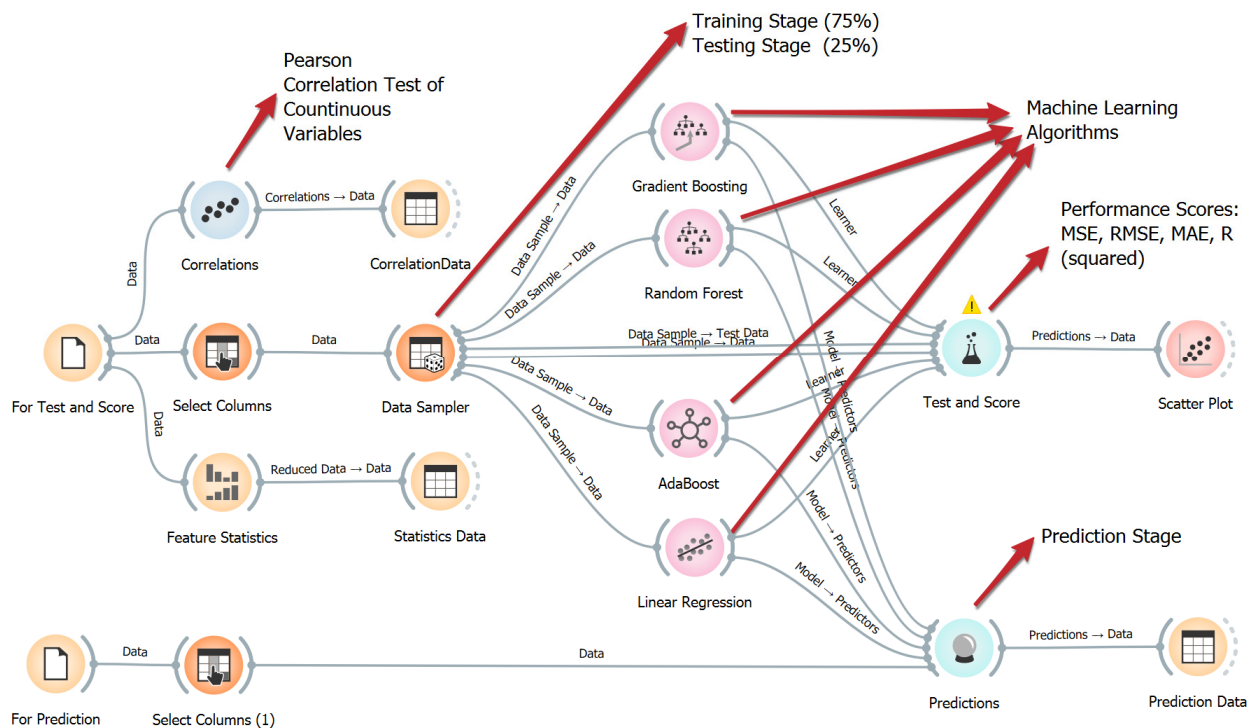 Training Stage (75%)
Testing Stage (25%)
Pearson
Correlation Test of
Countinuous
Variables
Machine Learning
Algorithms
Performance Scores:
MSE, RMSE, MAE, R
(squared)
Prediction Stage
Gradient Boosting
Random Forest
AdaBoost
Linear Regression
Correlations
Correlations → Data
CorrelationData
For Test and Score
Data
Data
Data
Select Columns
Data
Data Sampler
Feature Statistics
Reduced Data → Data
Statistics Data
Data Sample → Data
Data Sample → Data
Data Sample → Test Data
Data Sample → Data
Data Sample → Data
Data Sample → Data
Learner
Learner
Learner
Learner
Model → Predictors
Model → Predictors
Model → Predictors
Model → Predictors
Test and Score
Predictions → Data
Scatter Plot
For Prediction
Data
Select Columns (1)
Data
Predictions
Predictions → Data
Prediction Data